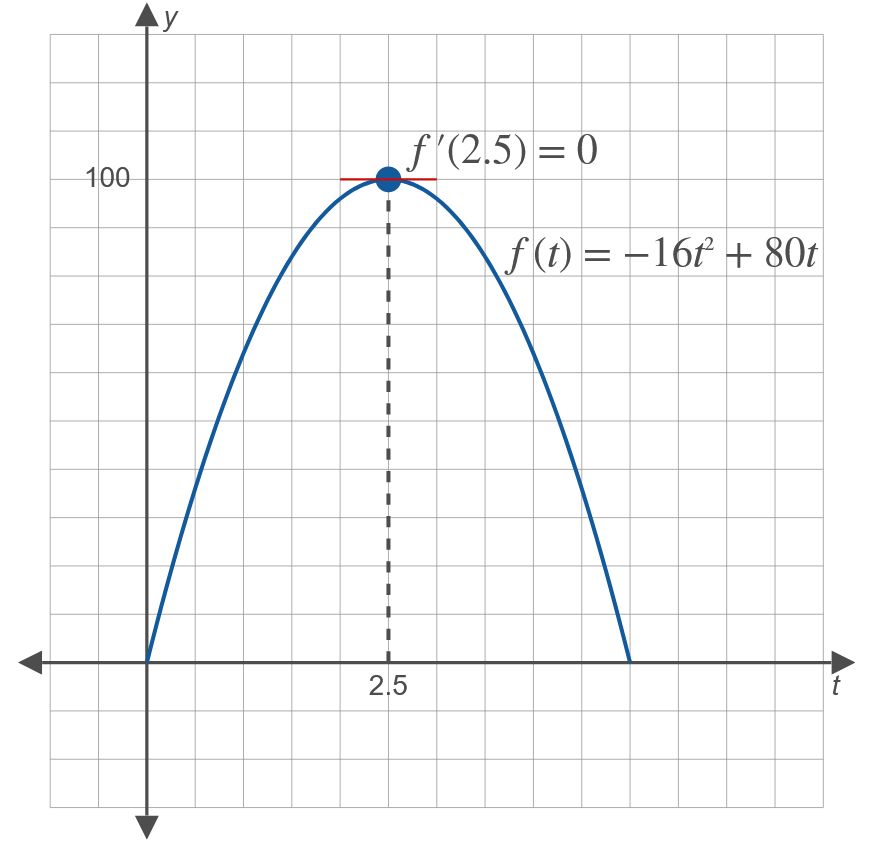 y
f ′(2.5) = 0
100
f (t) = −16t² + 80t
2.5
t